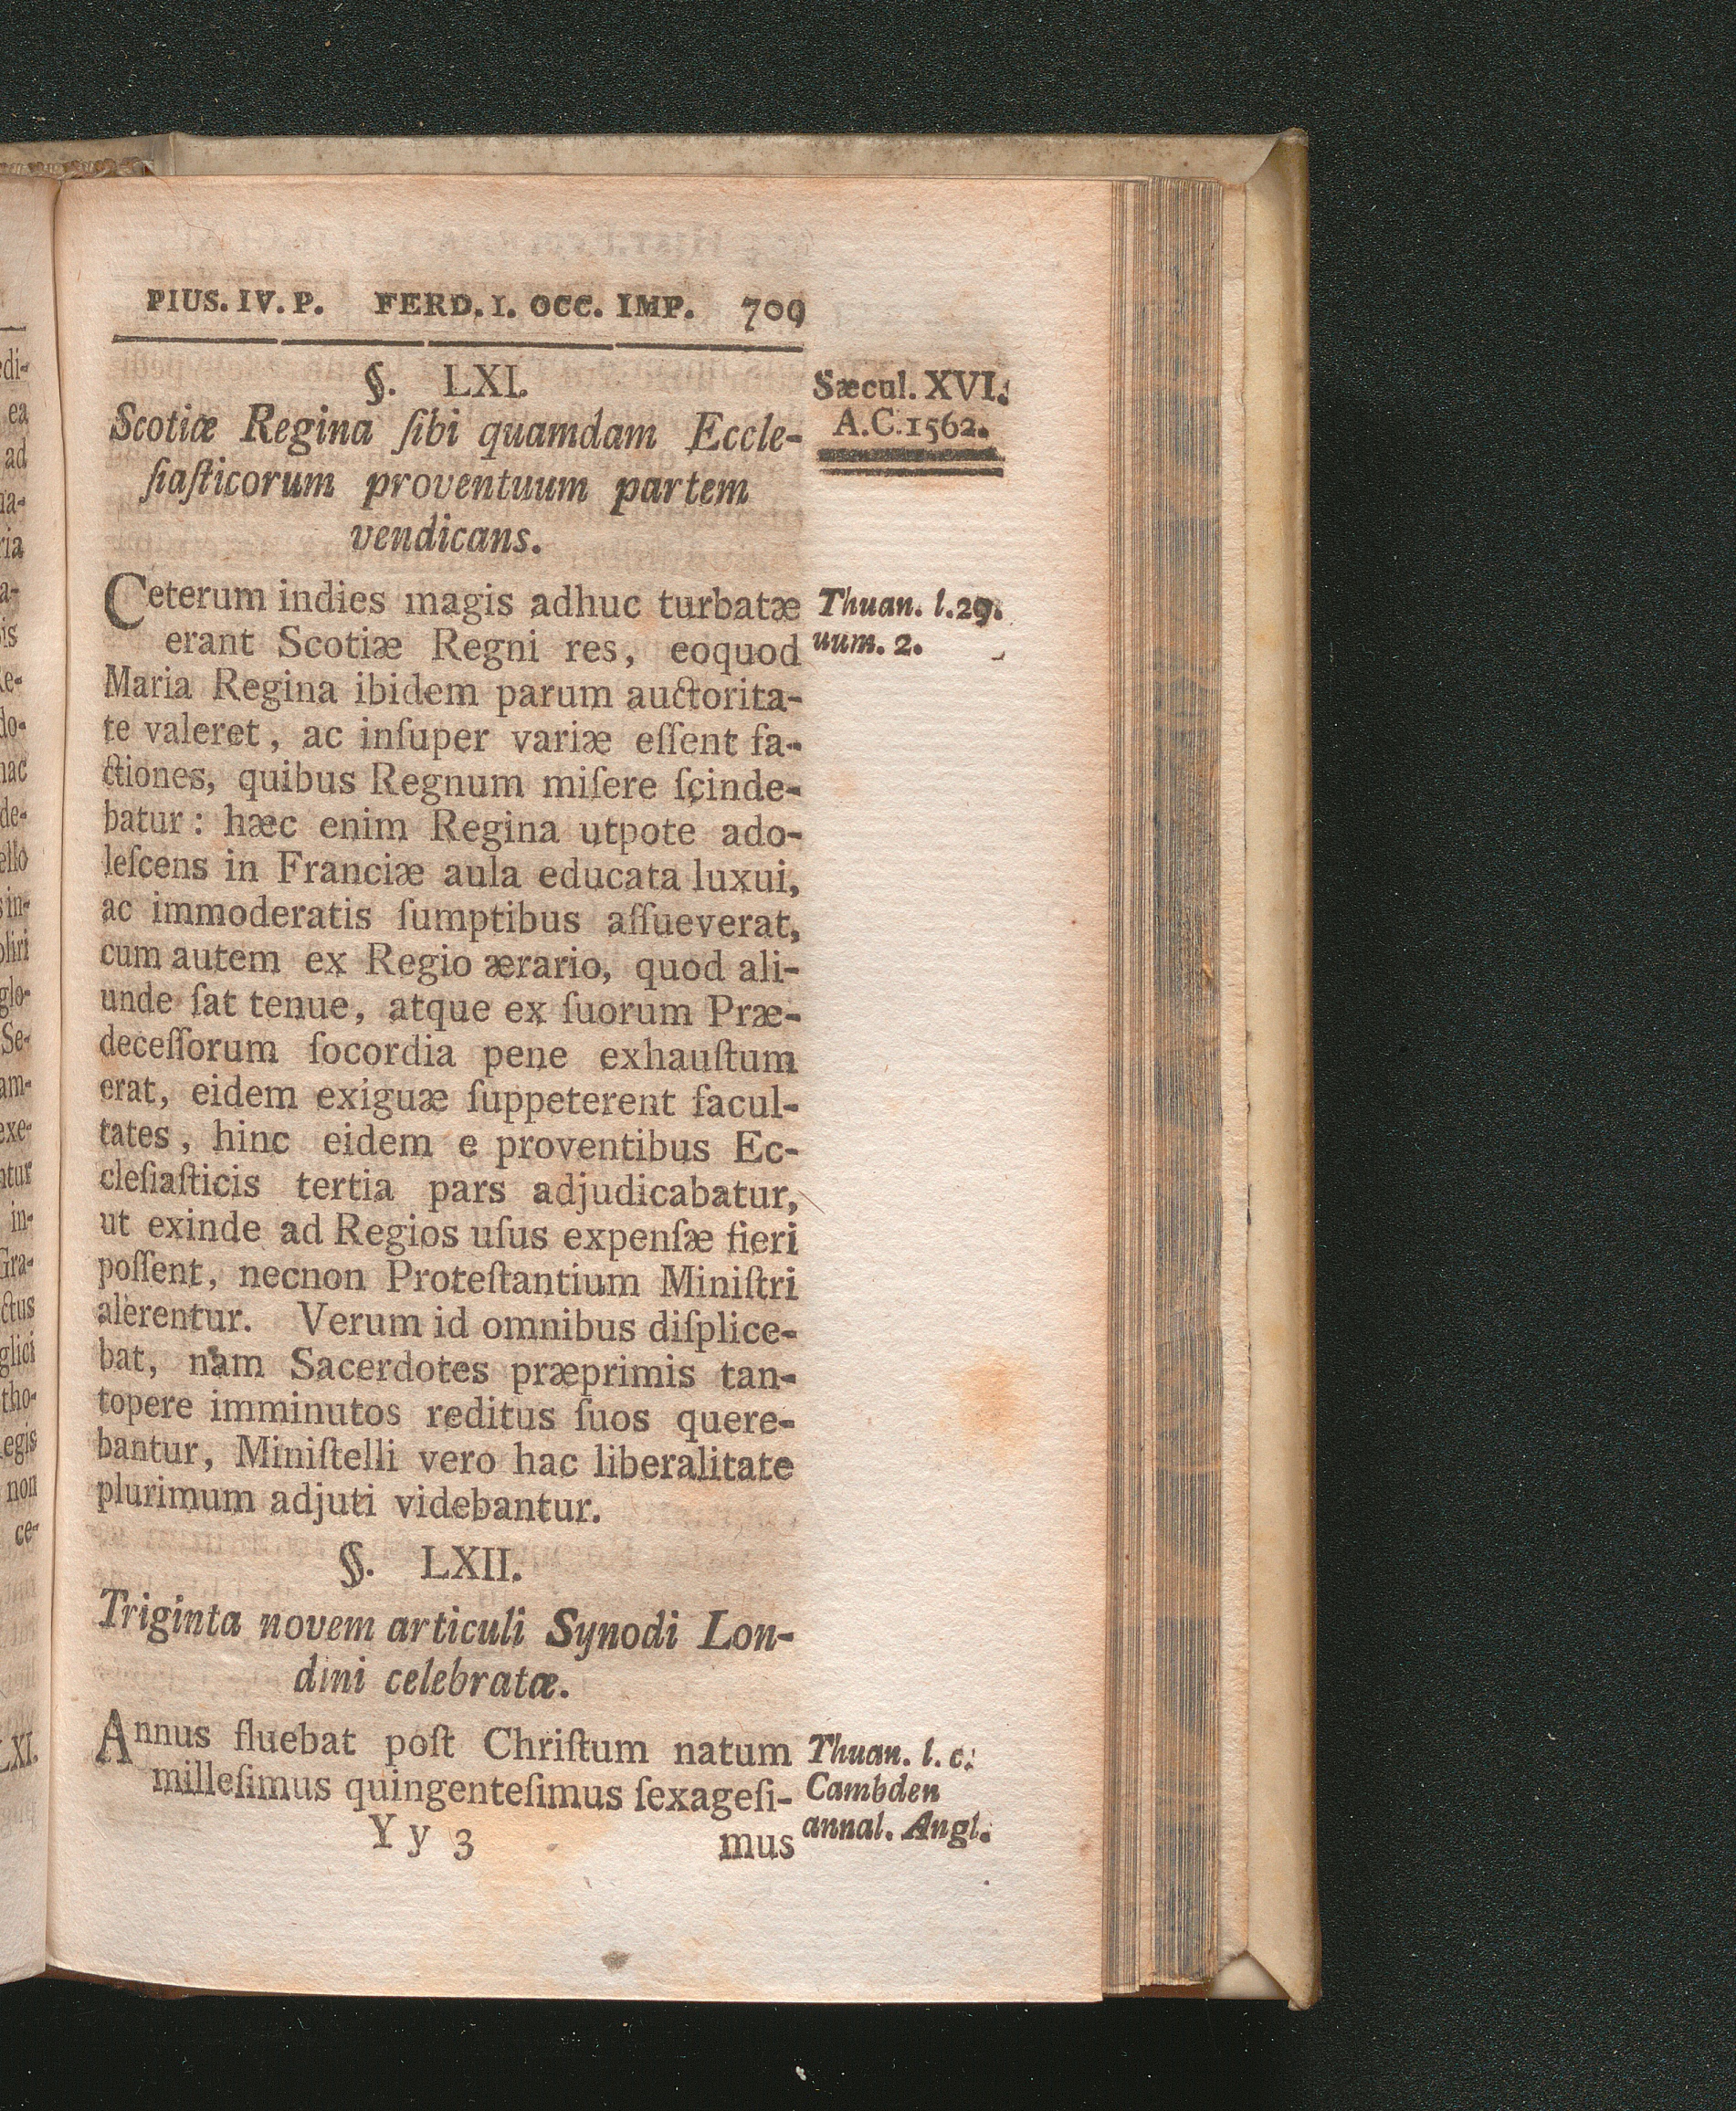 PIUS. IV. P. FERD. I. OCC. IMP. 709
§. LXI.
Sæcul. XVI.
A.C. 1562.
Scotiæ Regina ſibi quamdam Eccle-
ſiaſticorum proventuum partem
vendicans.
Ceterum indies magis adhuc turbatæ
erant Scotiæ Regni res, eoquod
Thuan. l. 29.
num. 2.
Maria Regina ibidem parum auctorita-
te valeret, ac inſuper variæ eſſent fa-
ctiones, quibus Regnum miſere ſcinde-
batur: hæc enim Regina utpote ado-
leſcens in Franciæ aula educata luxui,
ac immoderatis ſumptibus aſſueverat,
cum autem ex Regio ærario, quod ali-
unde ſat tenue, atque ex ſuorum Præ-
deceſſorum ſocordia pene exhauſtum
erat, eidem exiguæ ſuppeterent facul-
tates, hinc eidem e proventibus Ec-
cleſiaſticis tertia pars adjudicabatur,
ut exinde ad Regios uſus expenſæ fieri
poſſent, necnon Proteſtantium Miniſtri
alerentur. Verum id omnibus diſplice-
bat, nam Sacerdotes præprimis tan-
topere imminutos reditus ſuos quere-
bantur, Miniſtelli vero hac liberalitate
plurimum adjuti videbantur.
§. LXII.
Triginta novem articuli Synodi Lon-
dini celebratæ.
Annus fluebat poſt Chriſtum natum
milleſimus quingenteſimus ſexageſi-
Thuan. l. c.
Cambden
annal. Angl.
Yy 3 mus